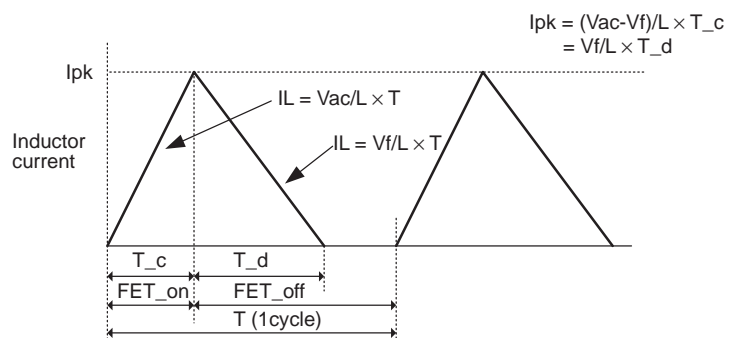 Ipk = (Vac-Vf)/L × T_c
= Vf/L × T_d
Ipk
IL = Vac/L × T
Inductor
current
IL = Vf/L × T
T_c
T_d
FET_on
FET_off
T (1cycle)